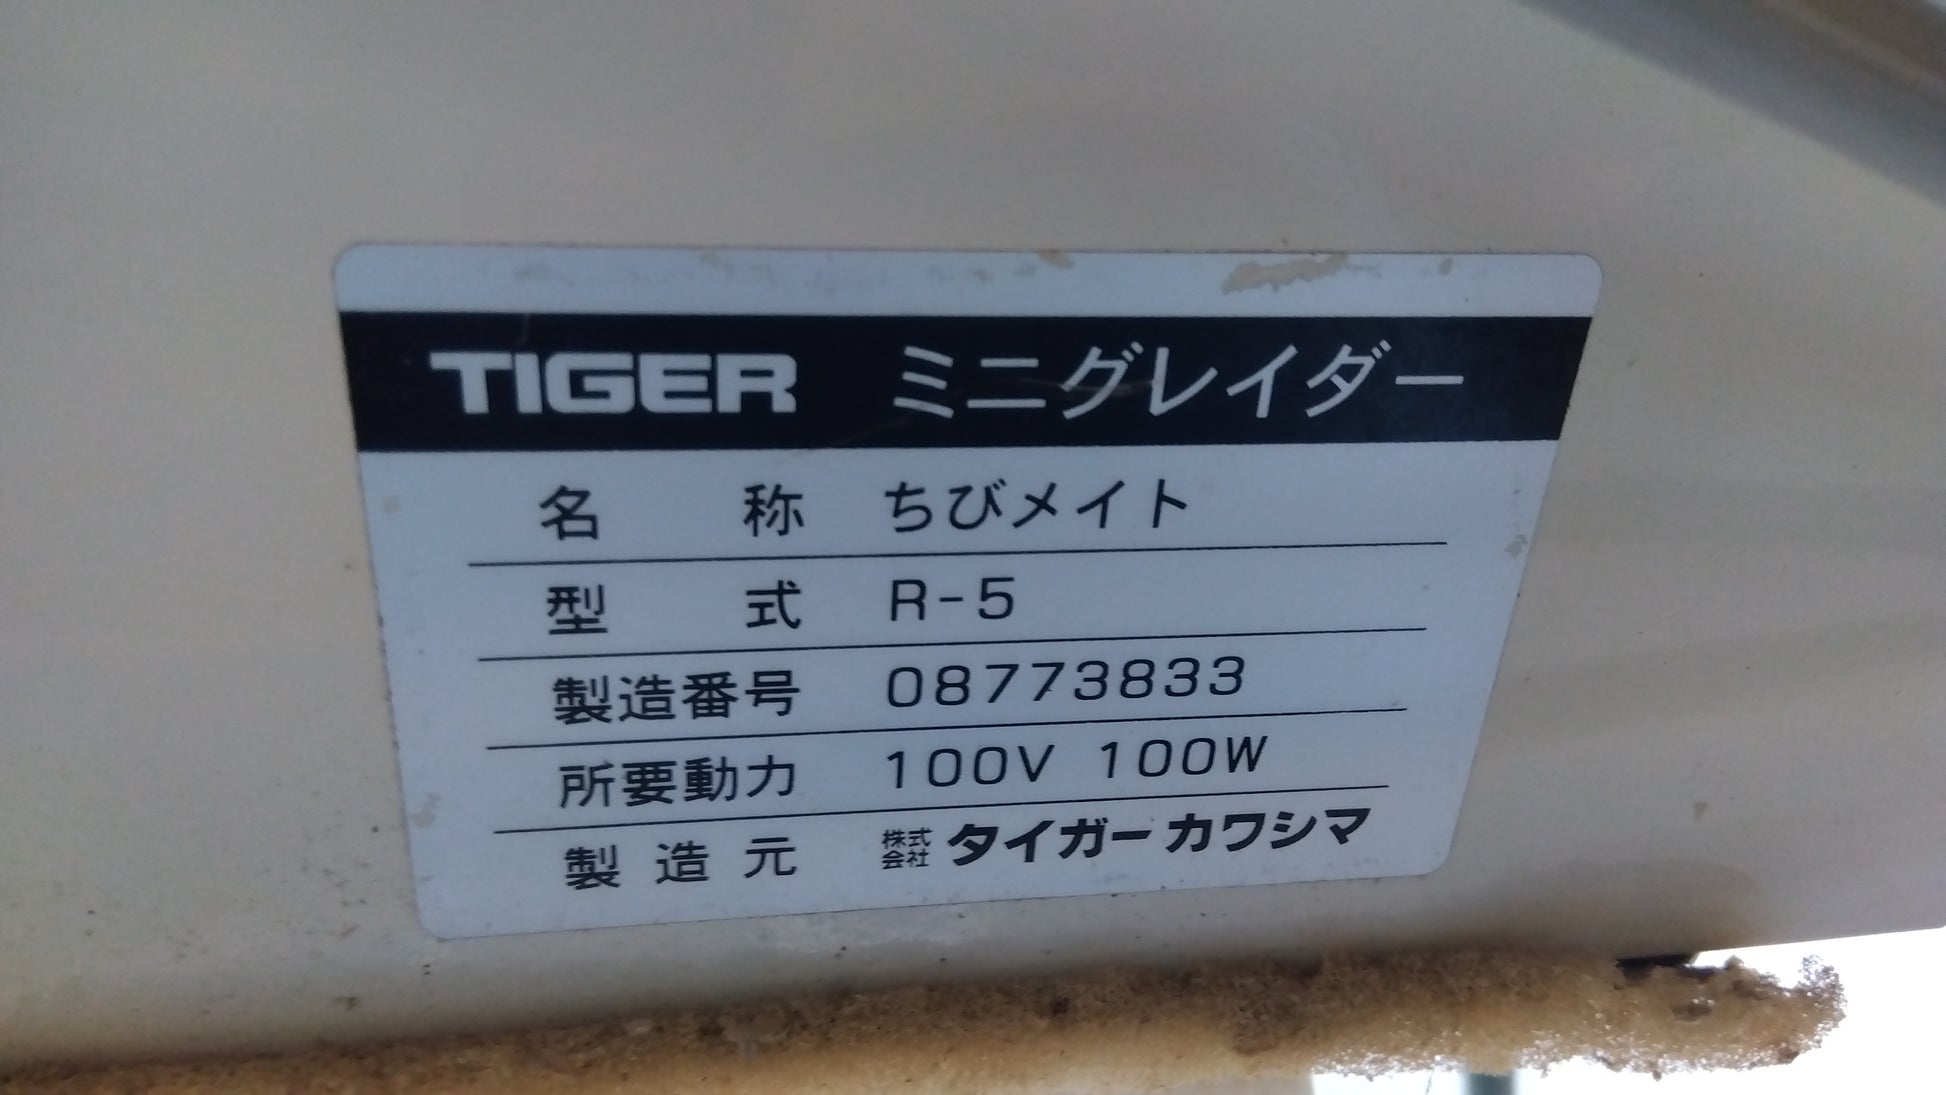 TIGER ミニグレイダー
名称 ちびメイト
型式 R-5
製造番号 08773833
所要動力 100V 100W
製造元 株式会社 タイガーカワシマ